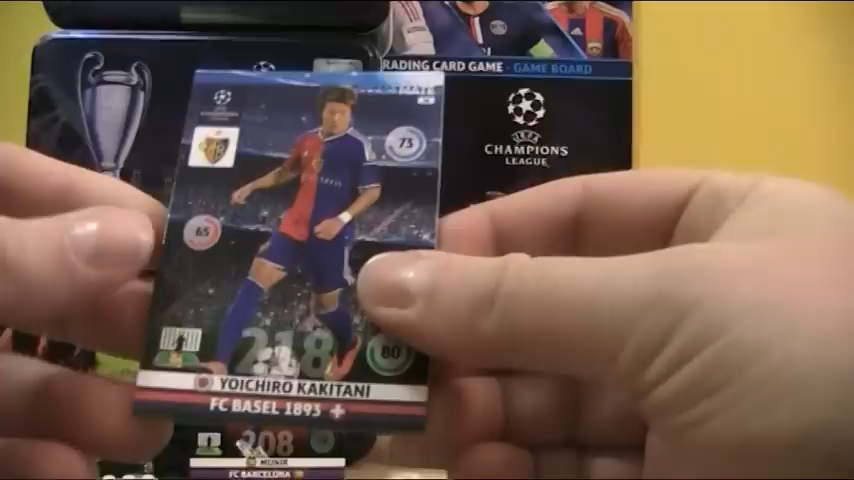 RADING CARD GAME · GAME BOARD
UEFA
CHAMPIONS
LEAGUE
73
65
218
80
YOICHIRO KAKITANI
FC BASEL 1893
208
FC BARCELONA